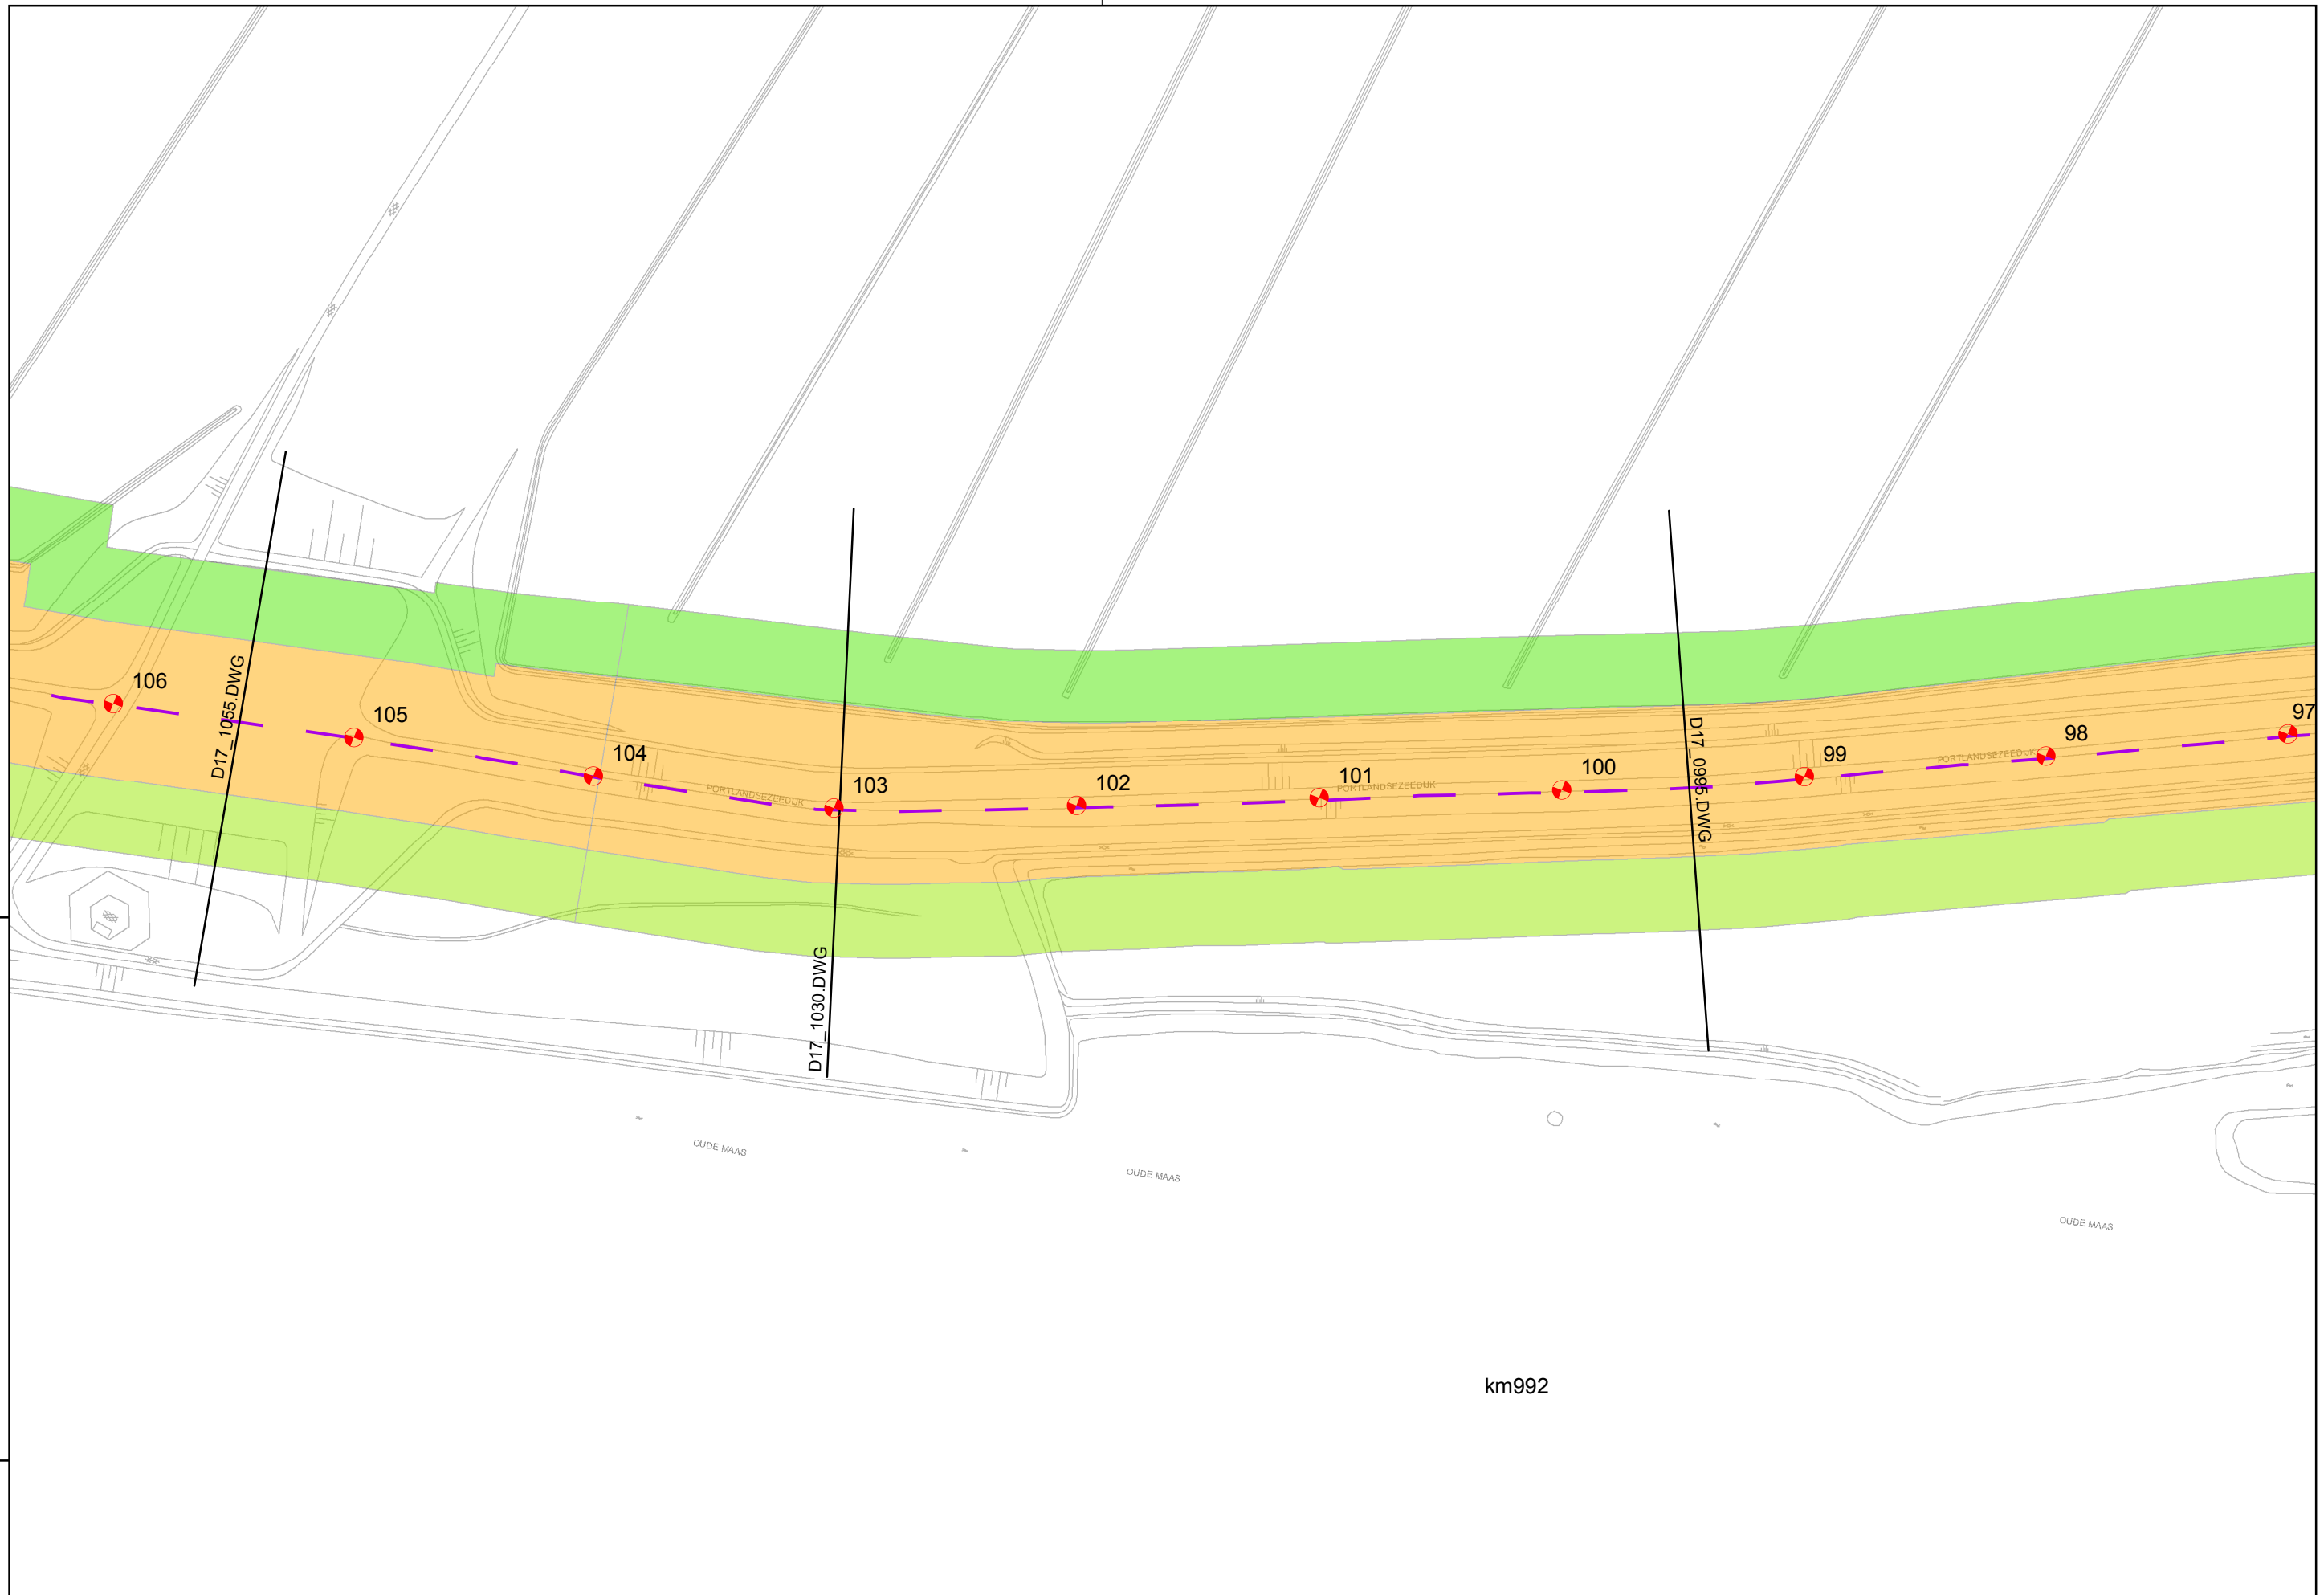 106
D17_1055.DWG
105
104
PORTLANDSEZEEDIJK
103
D17_1030.DWG
102
101
PORTLANDSEZEEDIJK
100
D17_0995.DWG
99
PORTLANDSEZEEDIJK
98
97
OUDE MAAS
OUDE MAAS
OUDE MAAS
km992